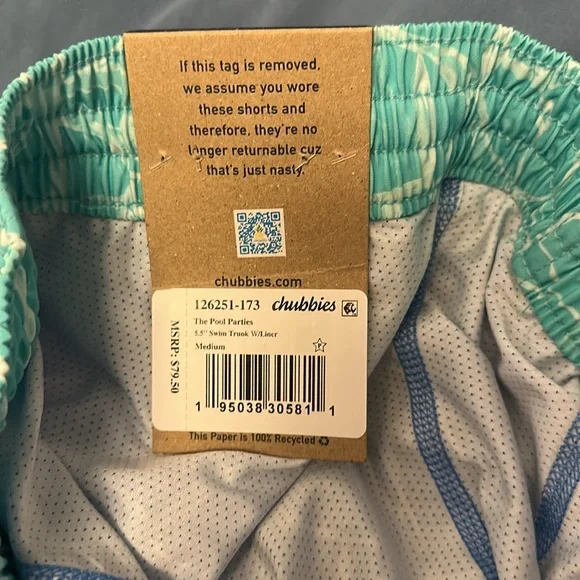 If this tag is removed,
we assume you wore
these shorts and
therefore, they're no
longer returnable cuz
that's just nasty.
chubbies.com
126251-173 chubbies
The Pool Parties
5.5" Swim Trunk W/Liner
Medium
MSRP: $79.50
1 95038 30581 1
This Paper is 100% Recycled